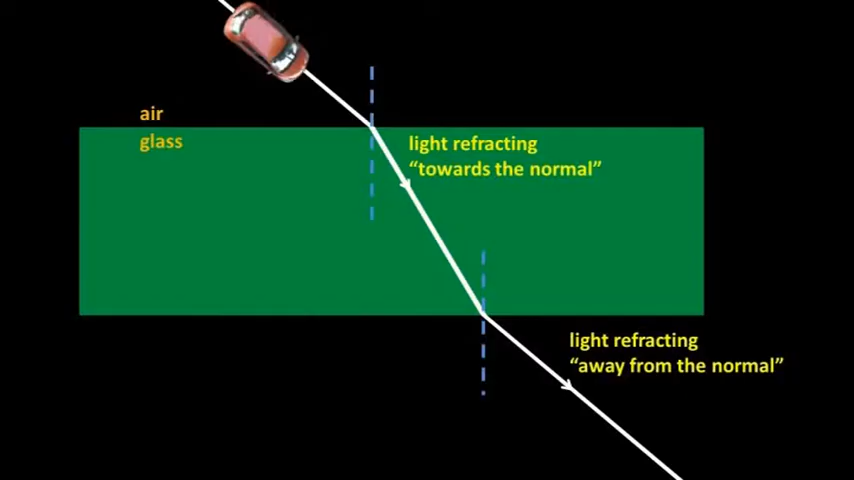 air
glass
light refracting
“towards the normal”
light refracting
“away from the normal”